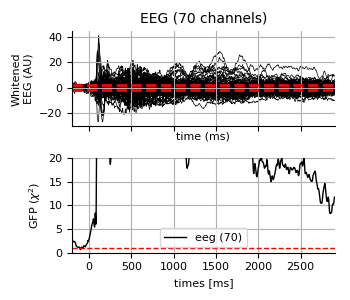 EEG (70 channels)
Whitened
EEG (AU)
40
20
0
−20
time (ms)
GFP (χ²)
20
15
10
5
0
eeg (70)
0 500 1000 1500 2000 2500
times [ms]